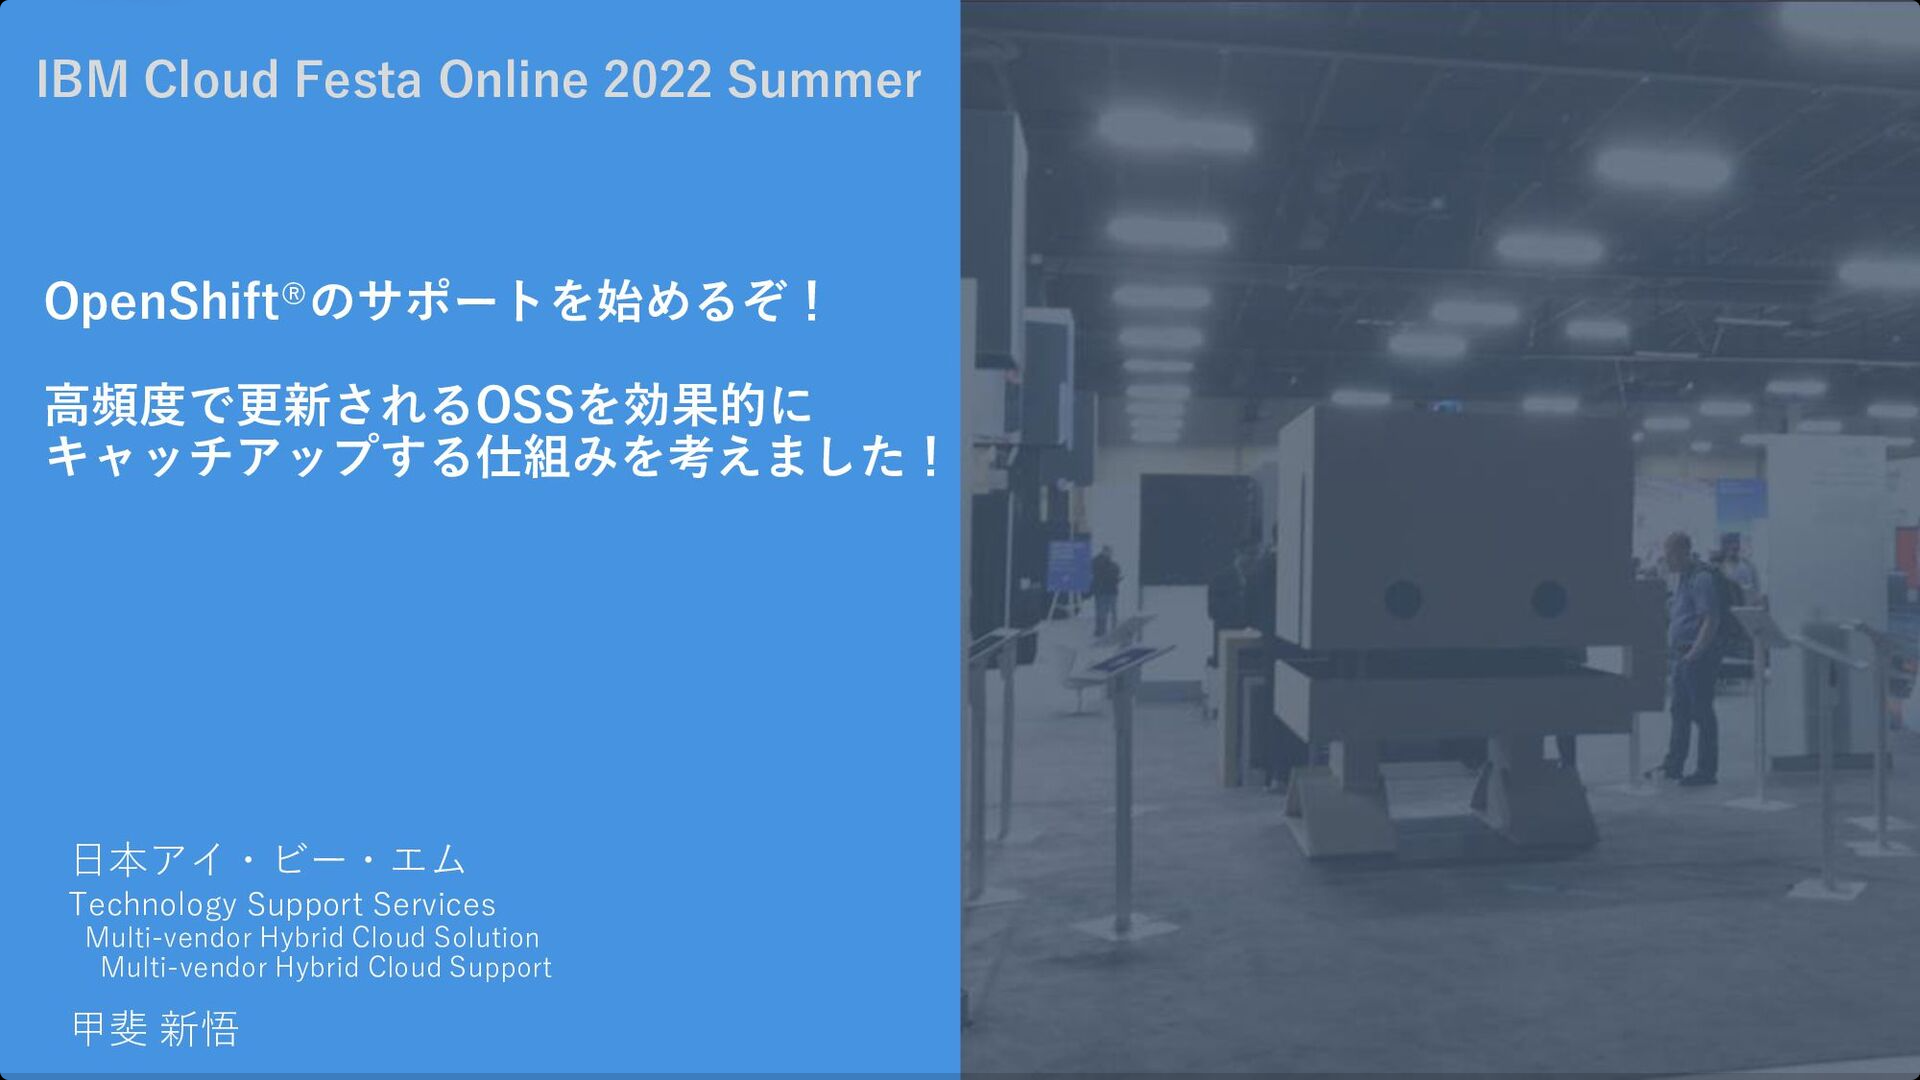 IBM Cloud Festa Online 2022 Summer
OpenShift®のサポートを始めるぞ！
高頻度で更新されるOSSを効果的に
キャッチアップする仕組みを考えました！
日本アイ・ビー・エム
Technology Support Services
Multi-vendor Hybrid Cloud Solution
Multi-vendor Hybrid Cloud Support
甲斐 新悟